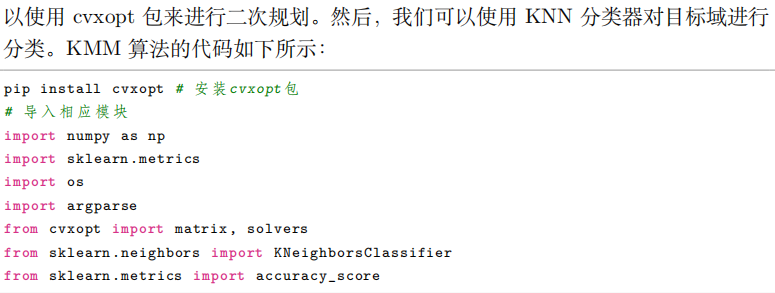 以使用 cvxopt 包来进行二次规划。然后，我们可以使用 KNN 分类器对目标域进行
分类。KMM 算法的代码如下所示：
pip install cvxopt # 安装cvxopt包
# 导入相应模块
import numpy as np
import sklearn.metrics
import os
import argparse
from cvxopt import matrix, solvers
from sklearn.neighbors import KNeighborsClassifier
from sklearn.metrics import accuracy_score